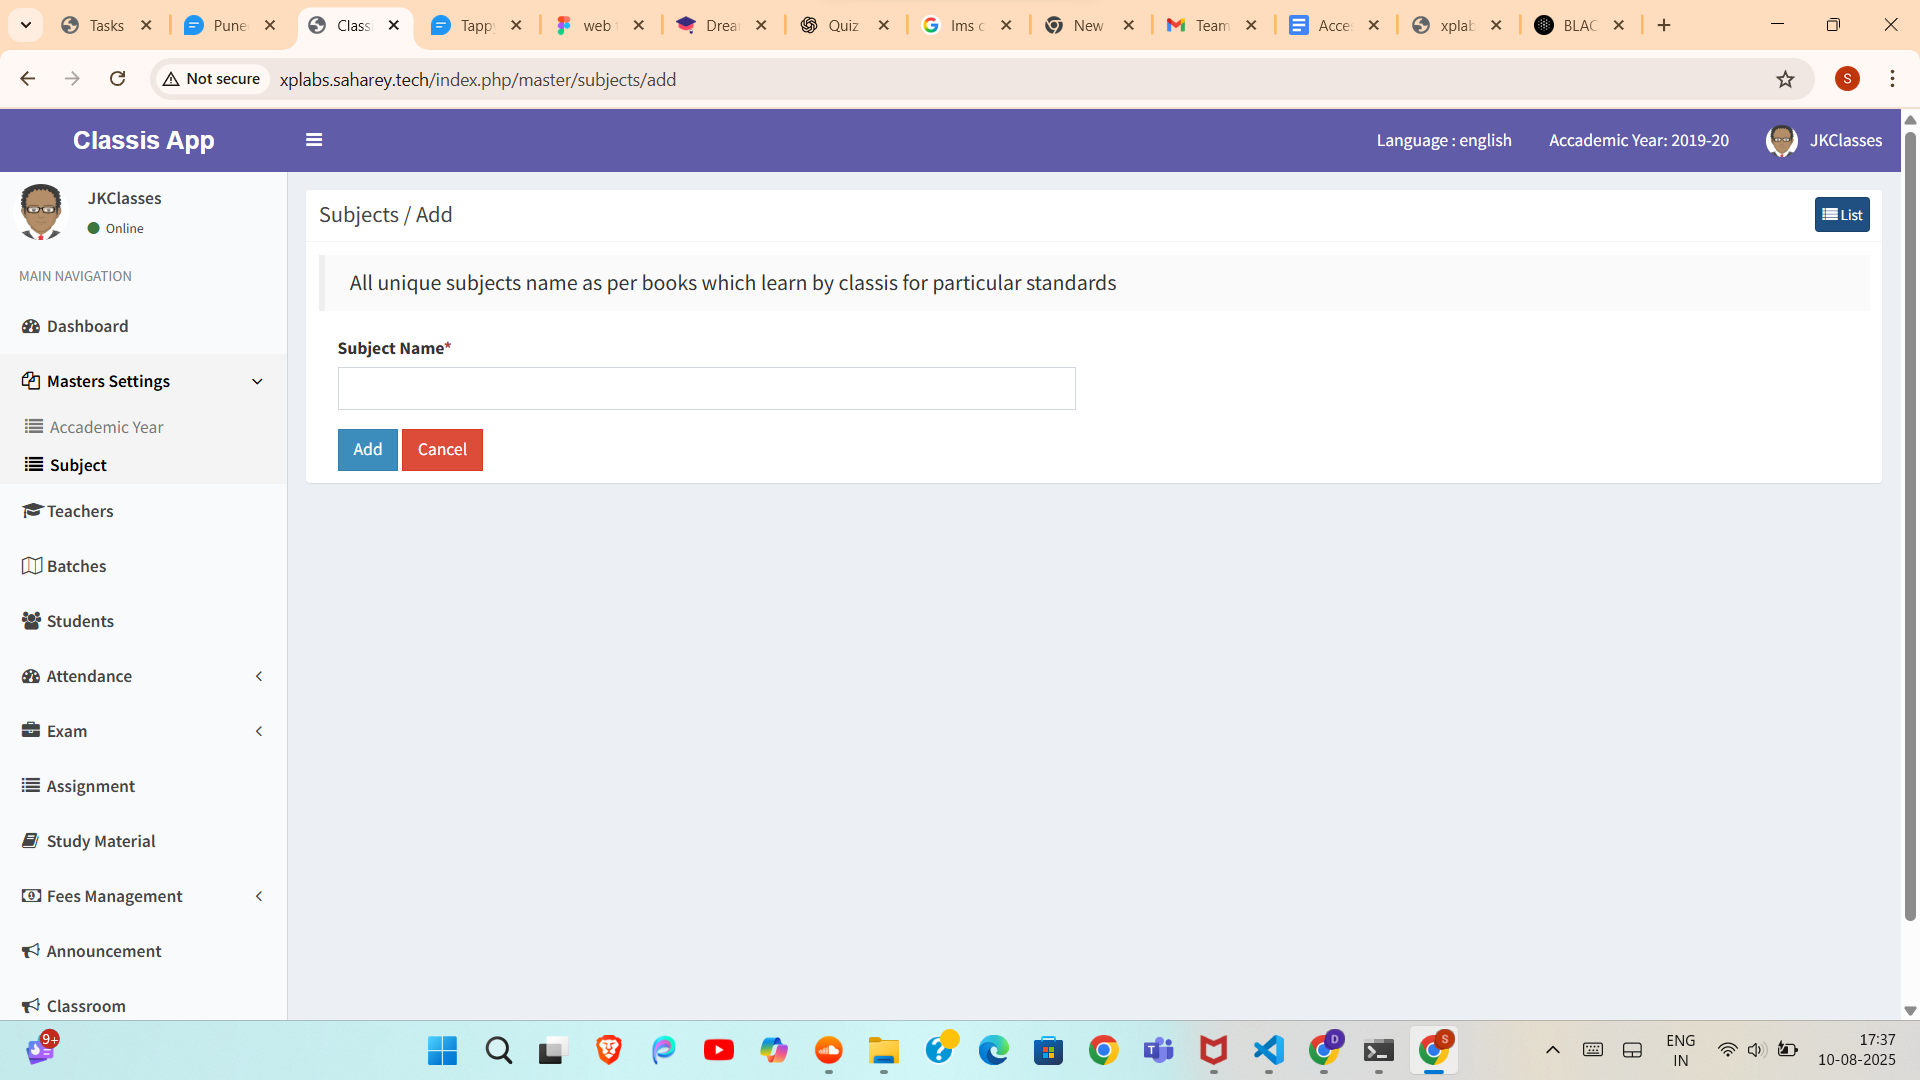 Tasks
Pune
Class
Tappy
web
Drea
Quiz
lms c
New
Team
Acce
xplab
BLAC
Not secure
xplabs.saharey.tech/index.php/master/subjects/add
S
Classis App
Language : english
Accademic Year: 2019-20
JKClasses
JKClasses
Online
MAIN NAVIGATION
Dashboard
Masters Settings
Accademic Year
Subject
Teachers
Batches
Students
Attendance
Exam
Assignment
Study Material
Fees Management
Announcement
Classroom
Subjects / Add
List
All unique subjects name as per books which learn by classis for particular standards
Subject Name*
Add
Cancel
9+
D
S
ENG
IN
17:37
10-08-2025